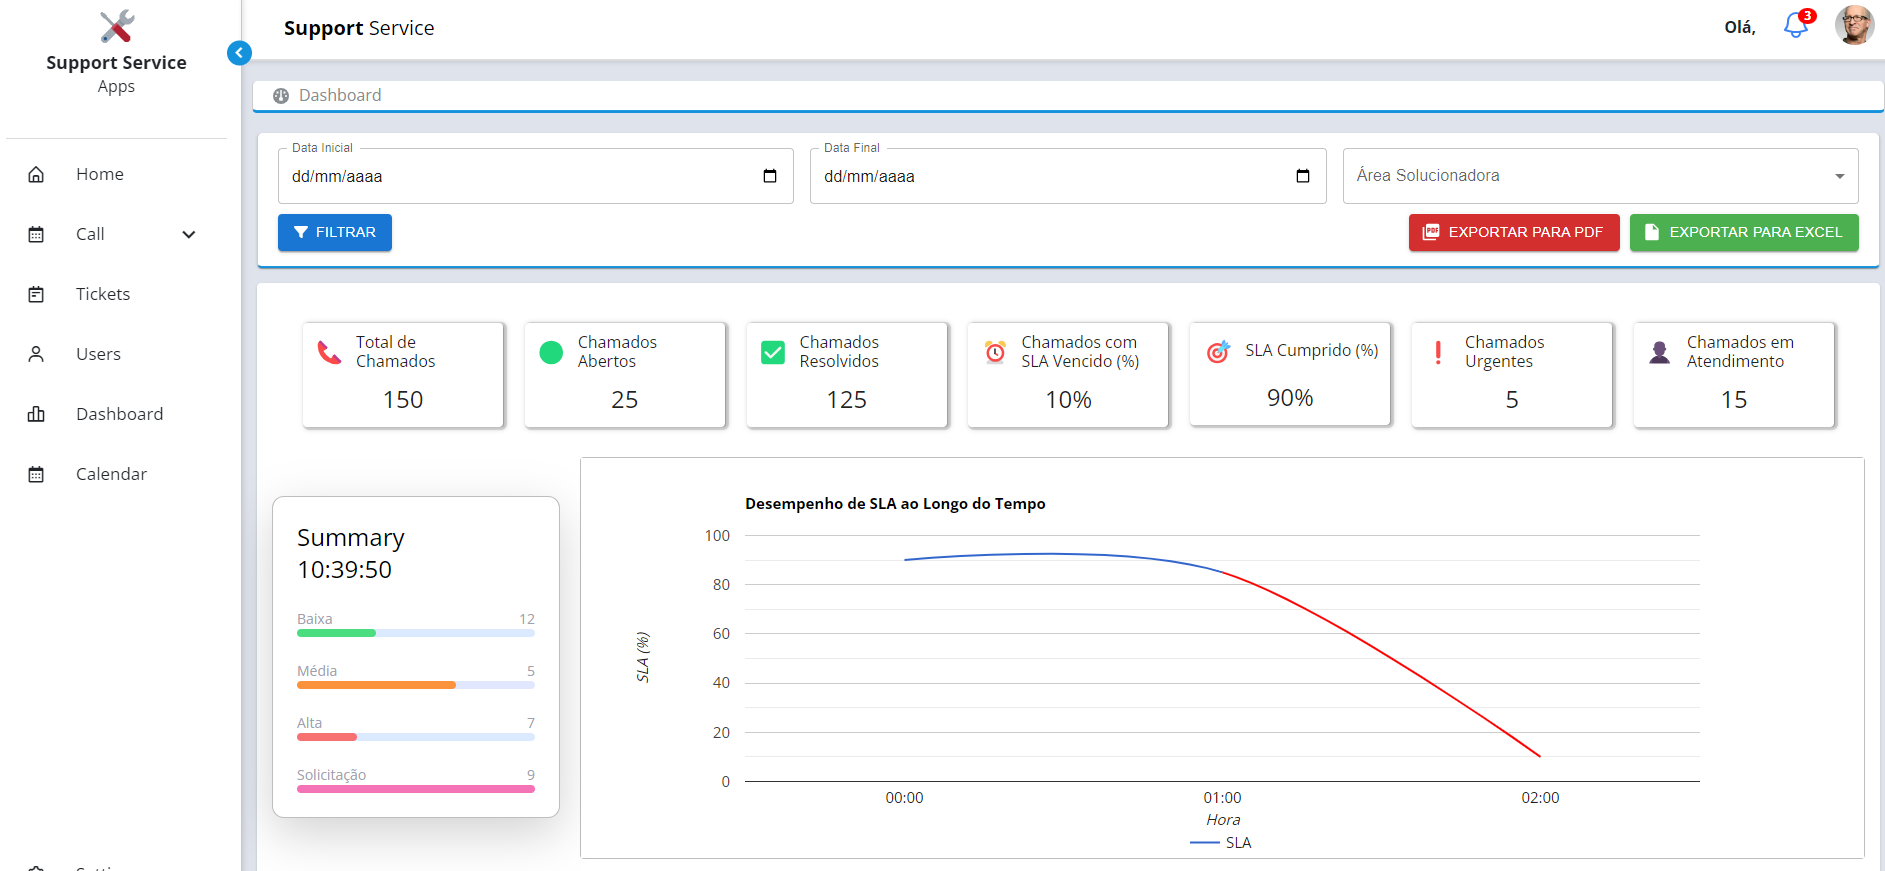 Support Service
Apps
Home
Call
Tickets
Users
Dashboard
Calendar
Support Service
Olá,
3
Dashboard
Data Inicial
dd/mm/aaaa
Data Final
dd/mm/aaaa
Área Solucionadora
FILTRAR
PDF
EXPORTAR PARA PDF
EXPORTAR PARA EXCEL
Total de
Chamados
150
Chamados
Abertos
25
Chamados
Resolvidos
125
Chamados com
SLA Vencido (%)
10%
SLA Cumprido (%)
90%
Chamados
Urgentes
5
Chamados em
Atendimento
15
Summary
10:39:50
Baixa 12
Média 5
Alta 7
Solicitação 9
Desempenho de SLA ao Longo do Tempo
100
80
60
40
20
0
SLA (%)
00:00 01:00 02:00
Hora
SLA